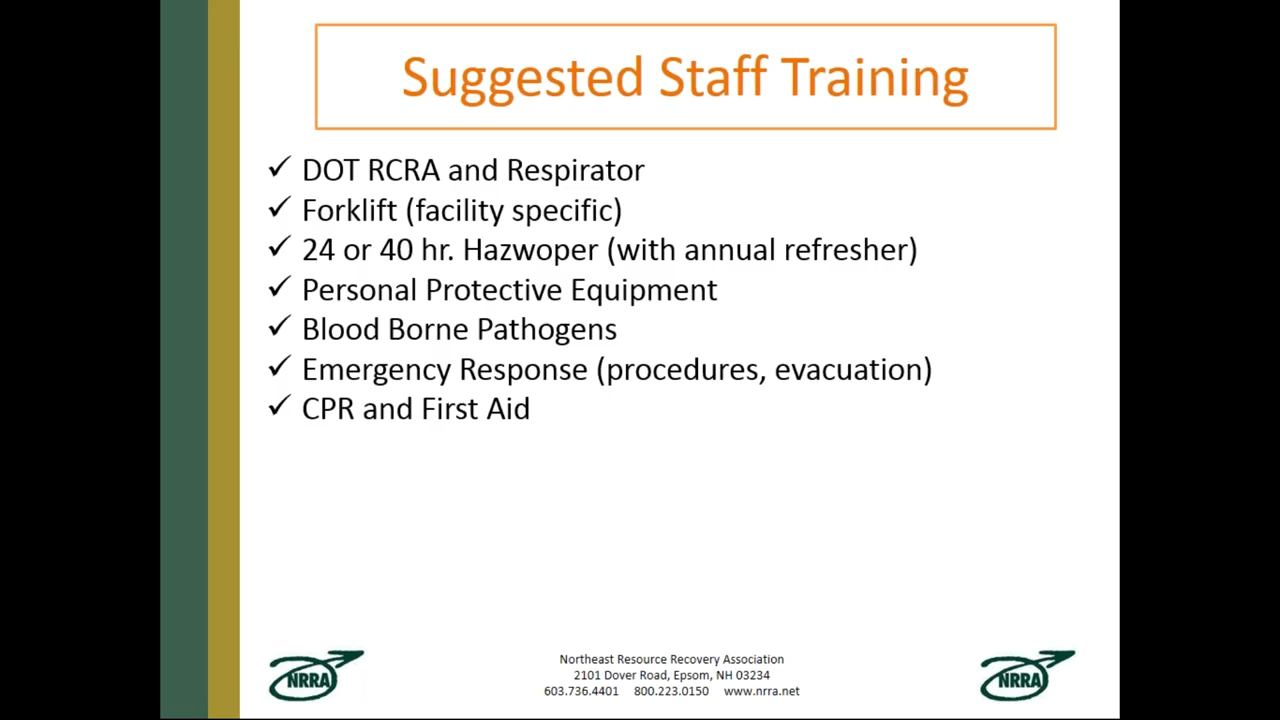 Suggested Staff Training
✓ DOT RCRA and Respirator
✓ Forklift (facility specific)
✓ 24 or 40 hr. Hazwoper (with annual refresher)
✓ Personal Protective Equipment
✓ Blood Borne Pathogens
✓ Emergency Response (procedures, evacuation)
✓ CPR and First Aid
NRRA
Northeast Resource Recovery Association
2101 Dover Road, Epsom, NH 03234
603.736.4401 800.223.0150 www.nrra.net
NRRA